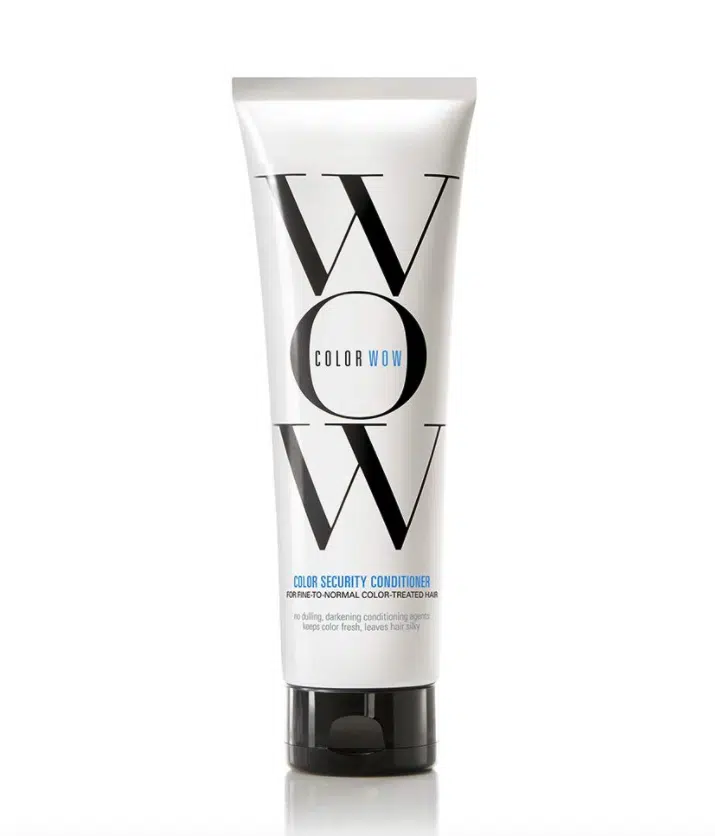 W
O
COLOR WOW
W
COLOR SECURITY CONDITIONER
FOR FINE-TO-NORMAL COLOR-TREATED HAIR
no dulling, darkening conditioning agents
keeps color fresh, leaves hair silky